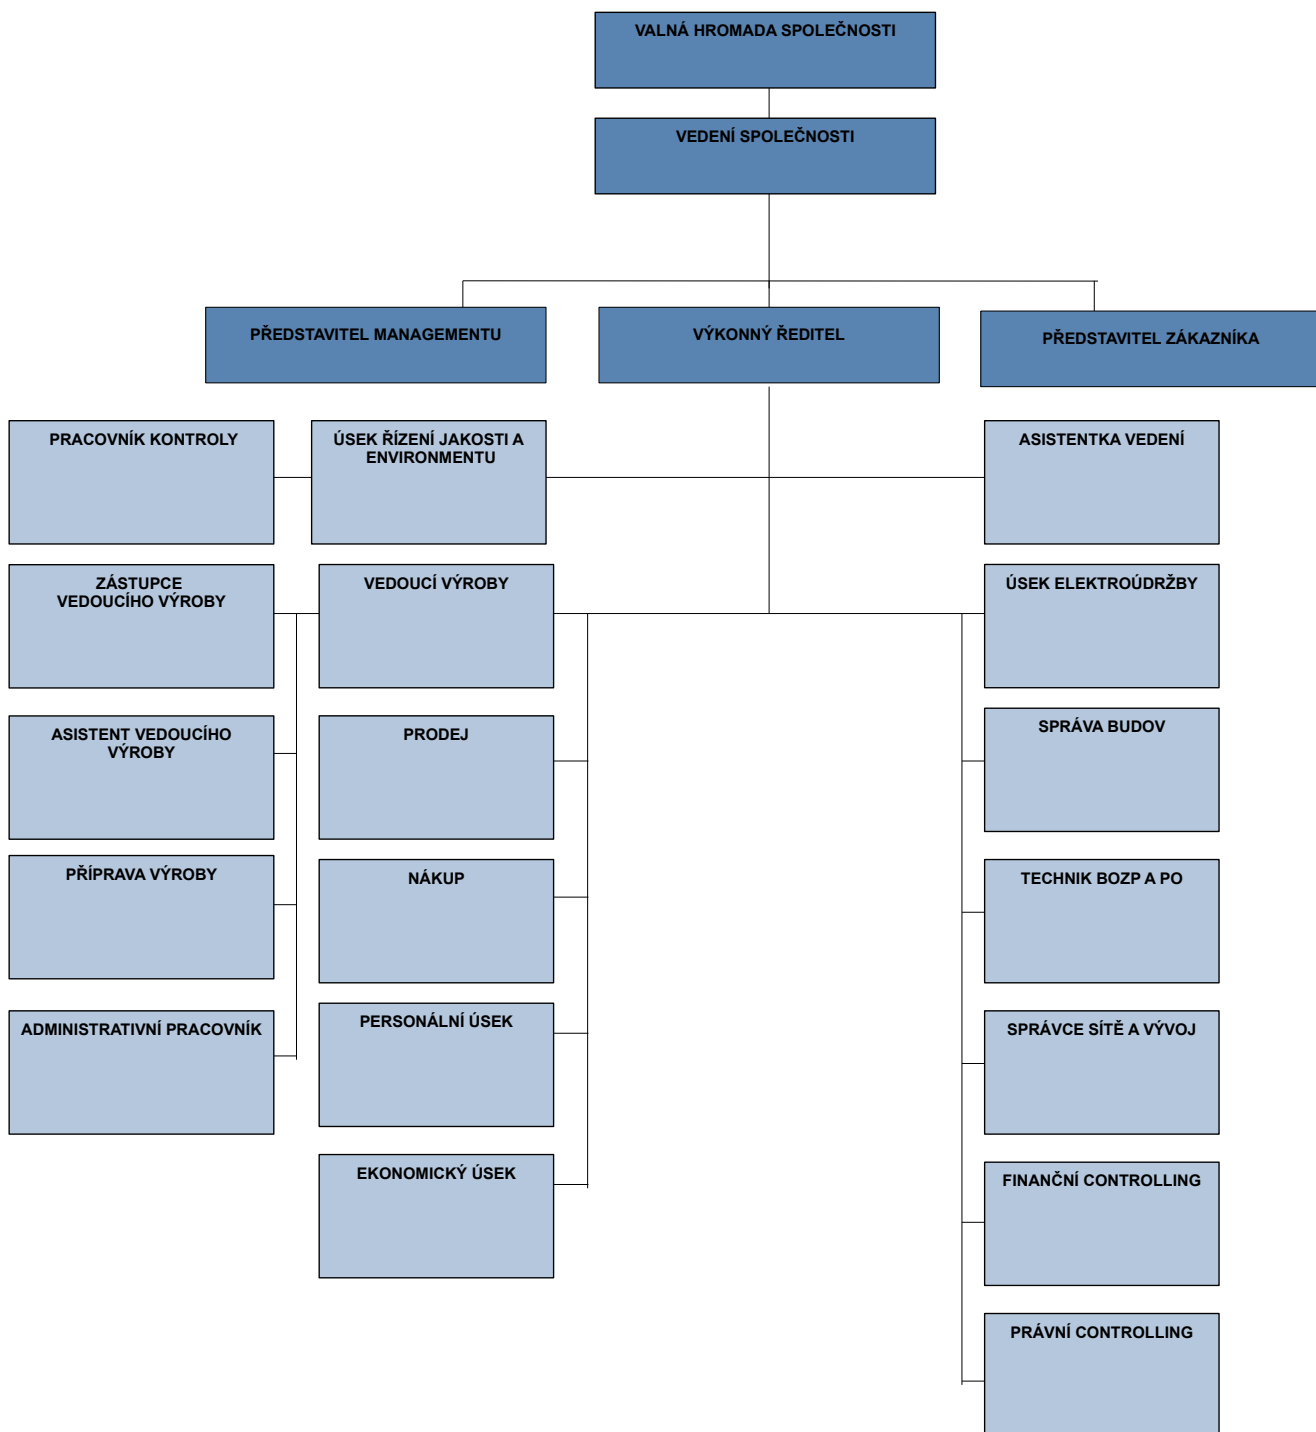 VALNÁ HROMADA SPOLEČNOSTI
VEDENÍ SPOLEČNOSTI
PŘEDSTAVITEL MANAGEMENTU
VÝKONNÝ ŘEDITEL
PŘEDSTAVITEL ZÁKAZNÍKA
PRACOVNÍK KONTROLY
ÚSEK ŘÍZENÍ JAKOSTI A
ENVIRONMENTU
ASISTENTKA VEDENÍ
ZÁSTUPCE
VEDOUCÍHO VÝROBY
VEDOUCÍ VÝROBY
ÚSEK ELEKTROÚDRŽBY
ASISTENT VEDOUCÍHO
VÝROBY
PRODEJ
SPRÁVA BUDOV
PŘÍPRAVA VÝROBY
NÁKUP
TECHNIK BOZP A PO
ADMINISTRATIVNÍ PRACOVNÍK
PERSONÁLNÍ ÚSEK
SPRÁVCE SÍTĚ A VÝVOJ
EKONOMICKÝ ÚSEK
FINANČNÍ CONTROLLING
PRÁVNÍ CONTROLLING